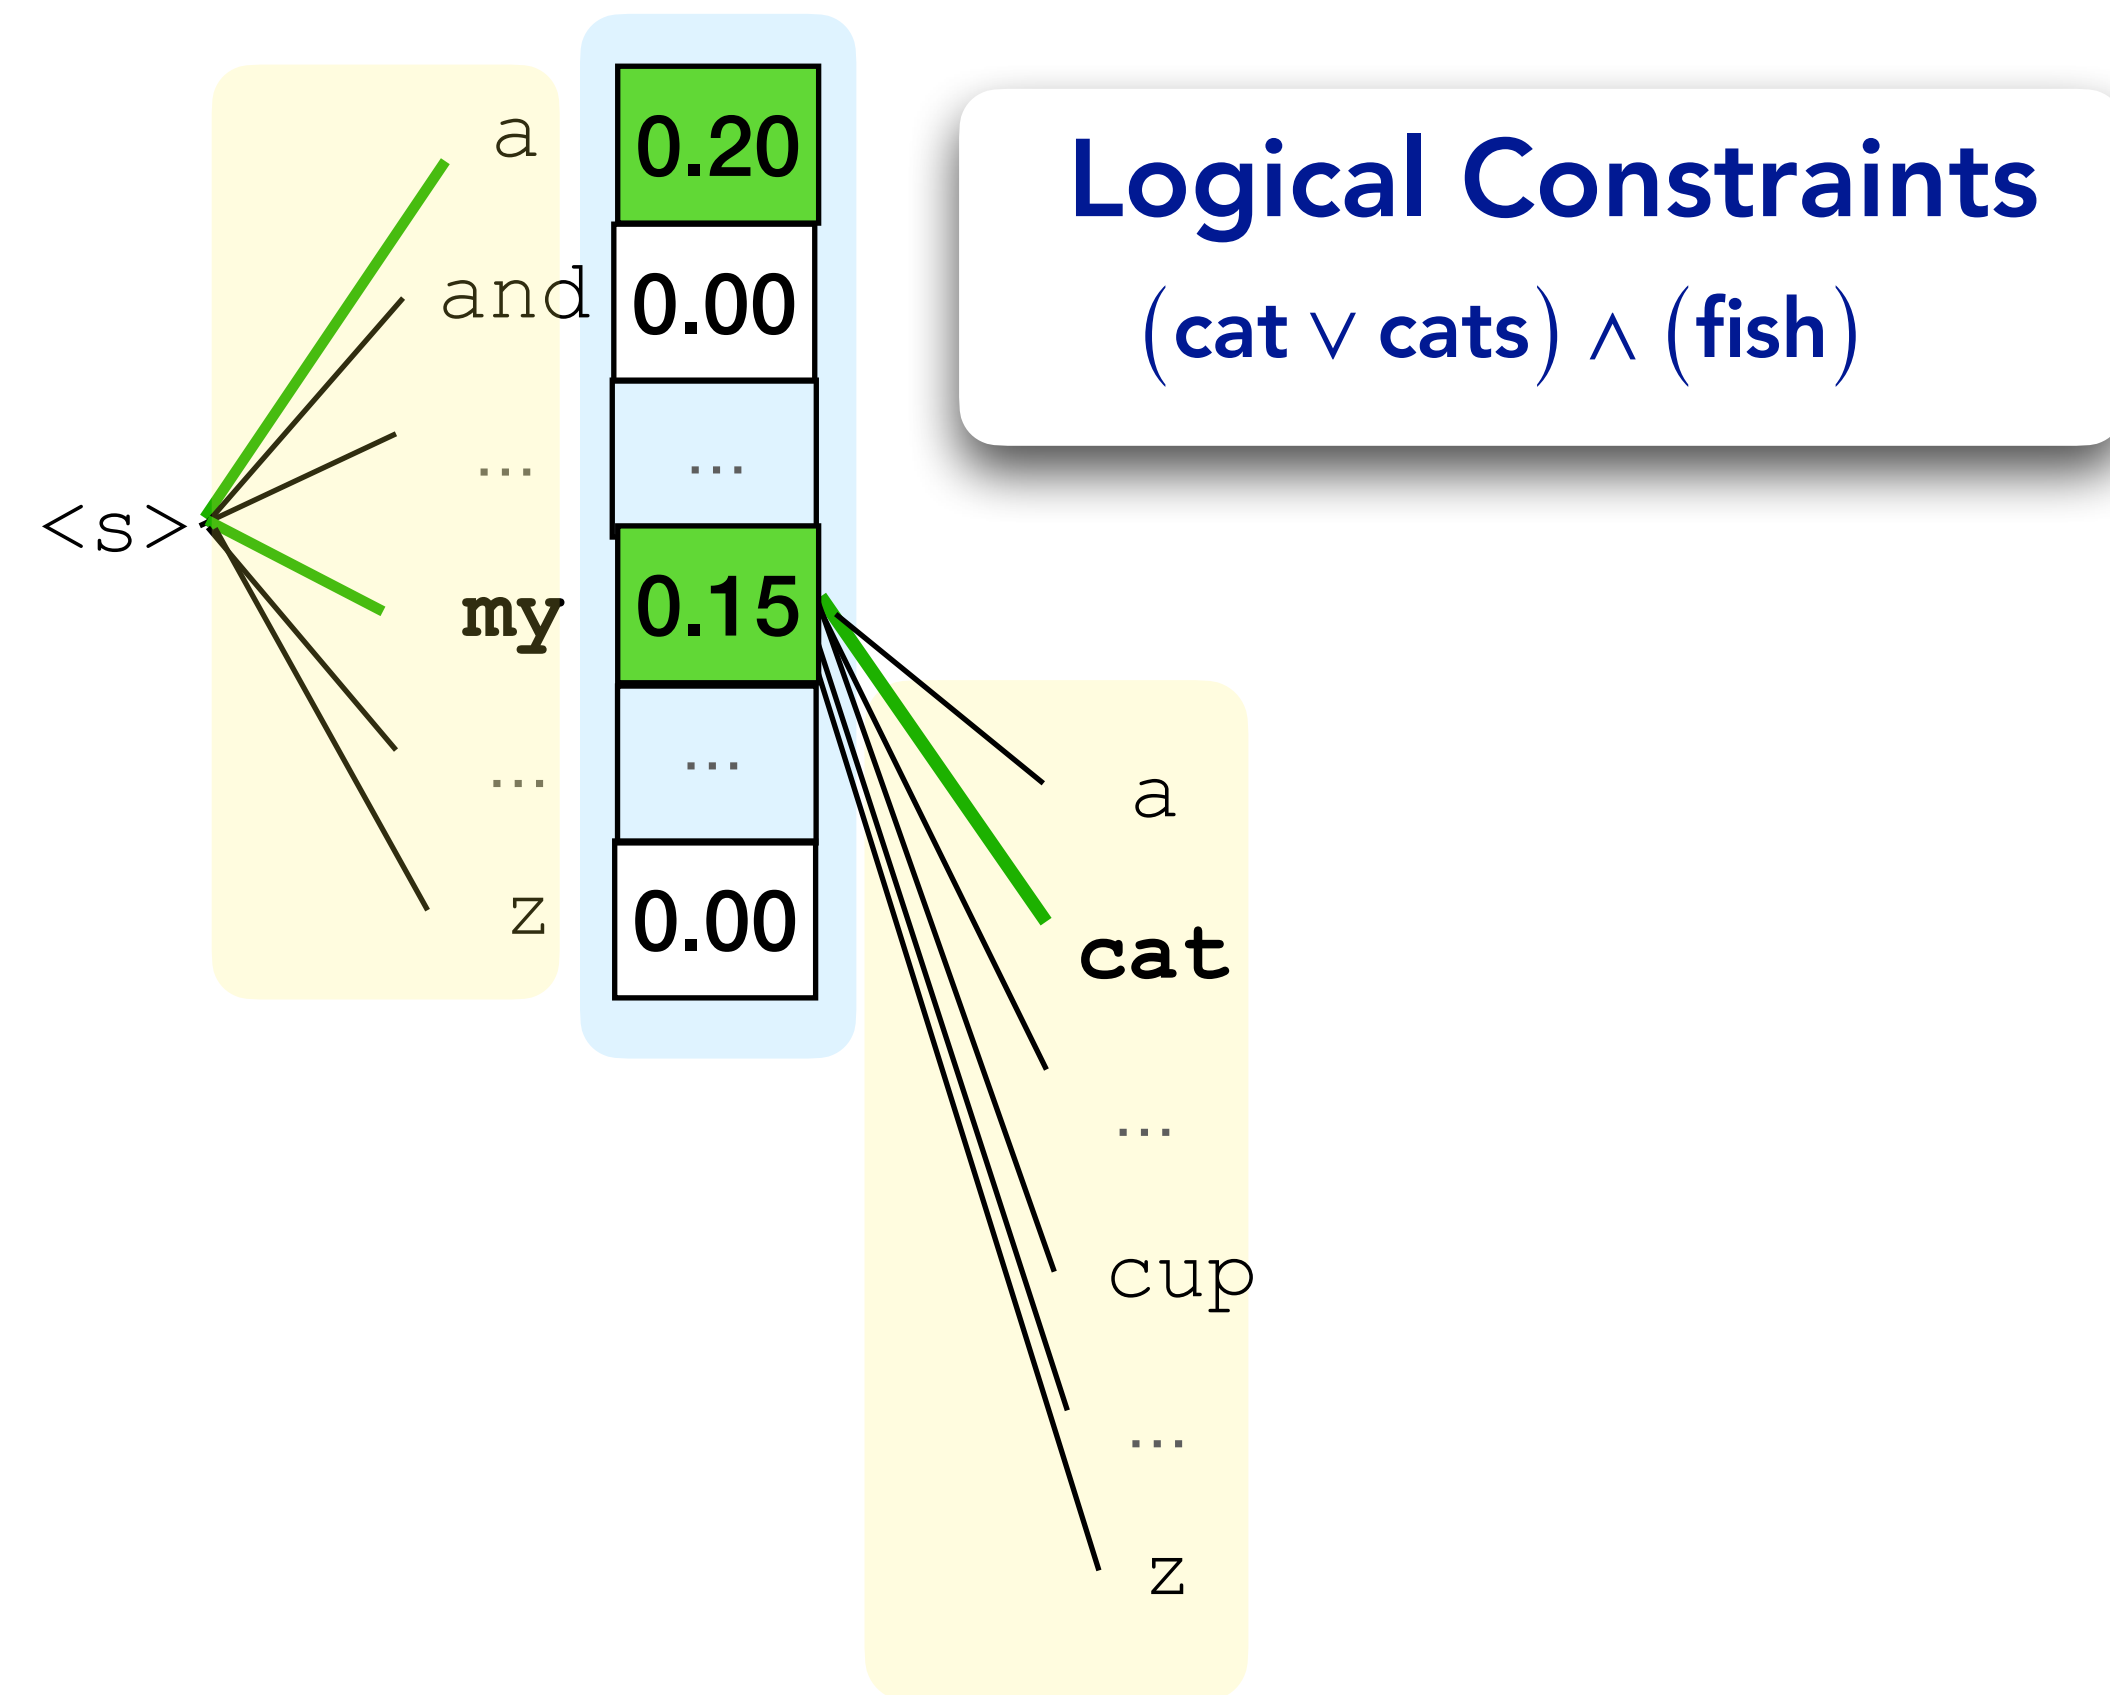 Logical Constraints
(cat ∨ cats) ∧ (fish)
<s>
a 0.20
and 0.00
... ...
my 0.15
... ...
z 0.00
a
cat
...
cup
...
z